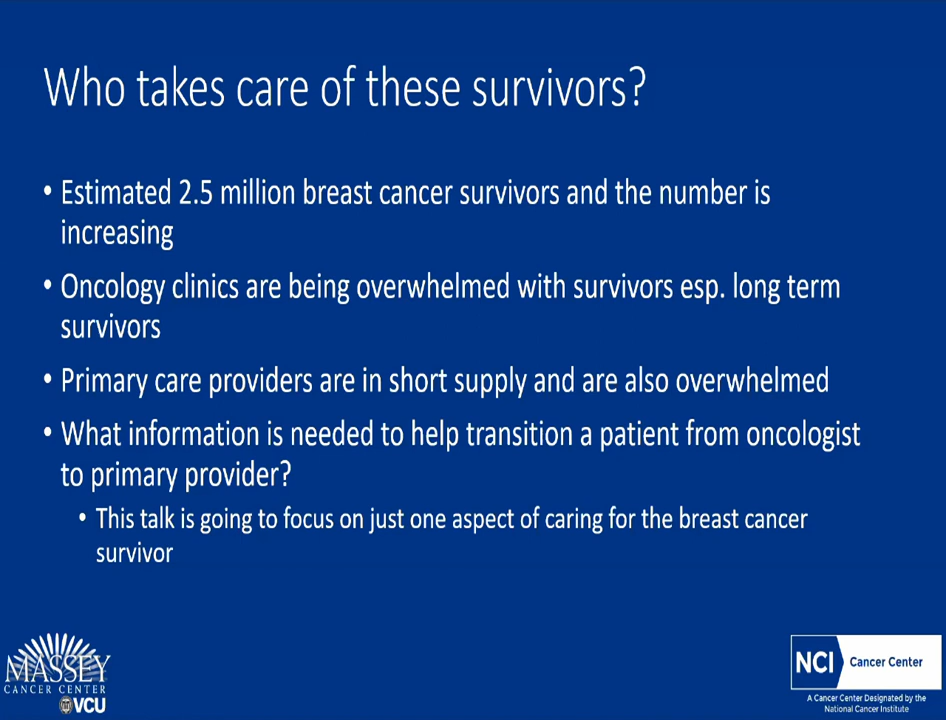 Who takes care of these survivors?
• Estimated 2.5 million breast cancer survivors and the number is
increasing
• Oncology clinics are being overwhelmed with survivors esp. long term
survivors
• Primary care providers are in short supply and are also overwhelmed
• What information is needed to help transition a patient from oncologist
to primary provider?
• This talk is going to focus on just one aspect of caring for the breast cancer
survivor
MASSEY
CANCER CENTER
VCU
NCI Cancer Center
A Cancer Center Designated by the
National Cancer Institute